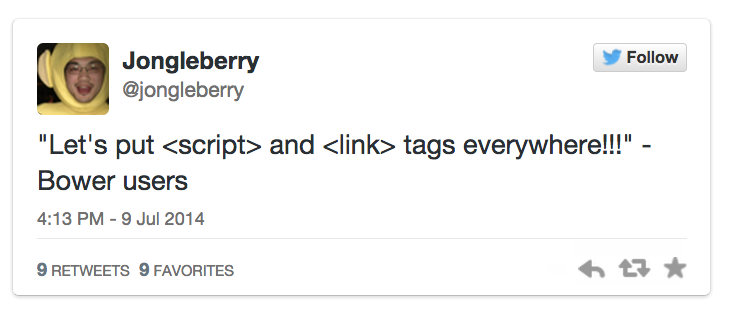 Jongleberry
@jongleberry
Follow
"Let's put <script> and <link> tags everywhere!!!" -
Bower users
4:13 PM - 9 Jul 2014
9 RETWEETS 9 FAVORITES